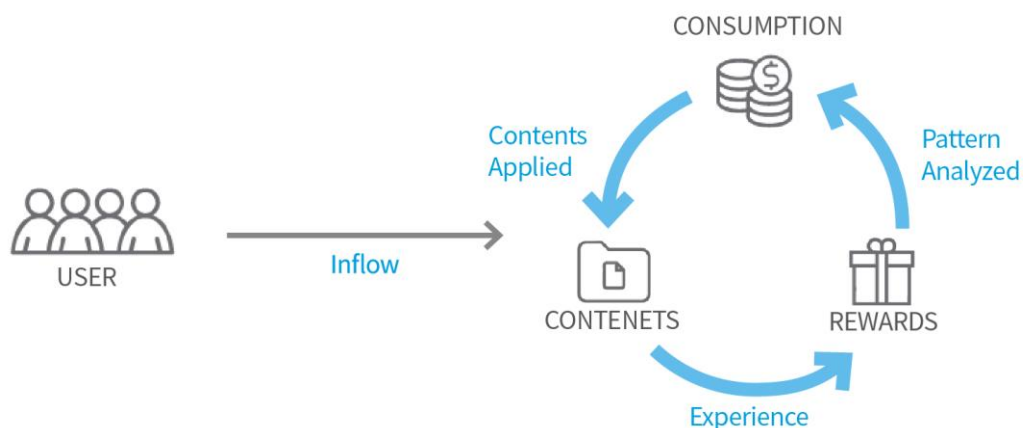 CONSUMPTION
Contents
Applied
Pattern
Analyzed
USER
Inflow
CONTENETS
REWARDS
Experience
$